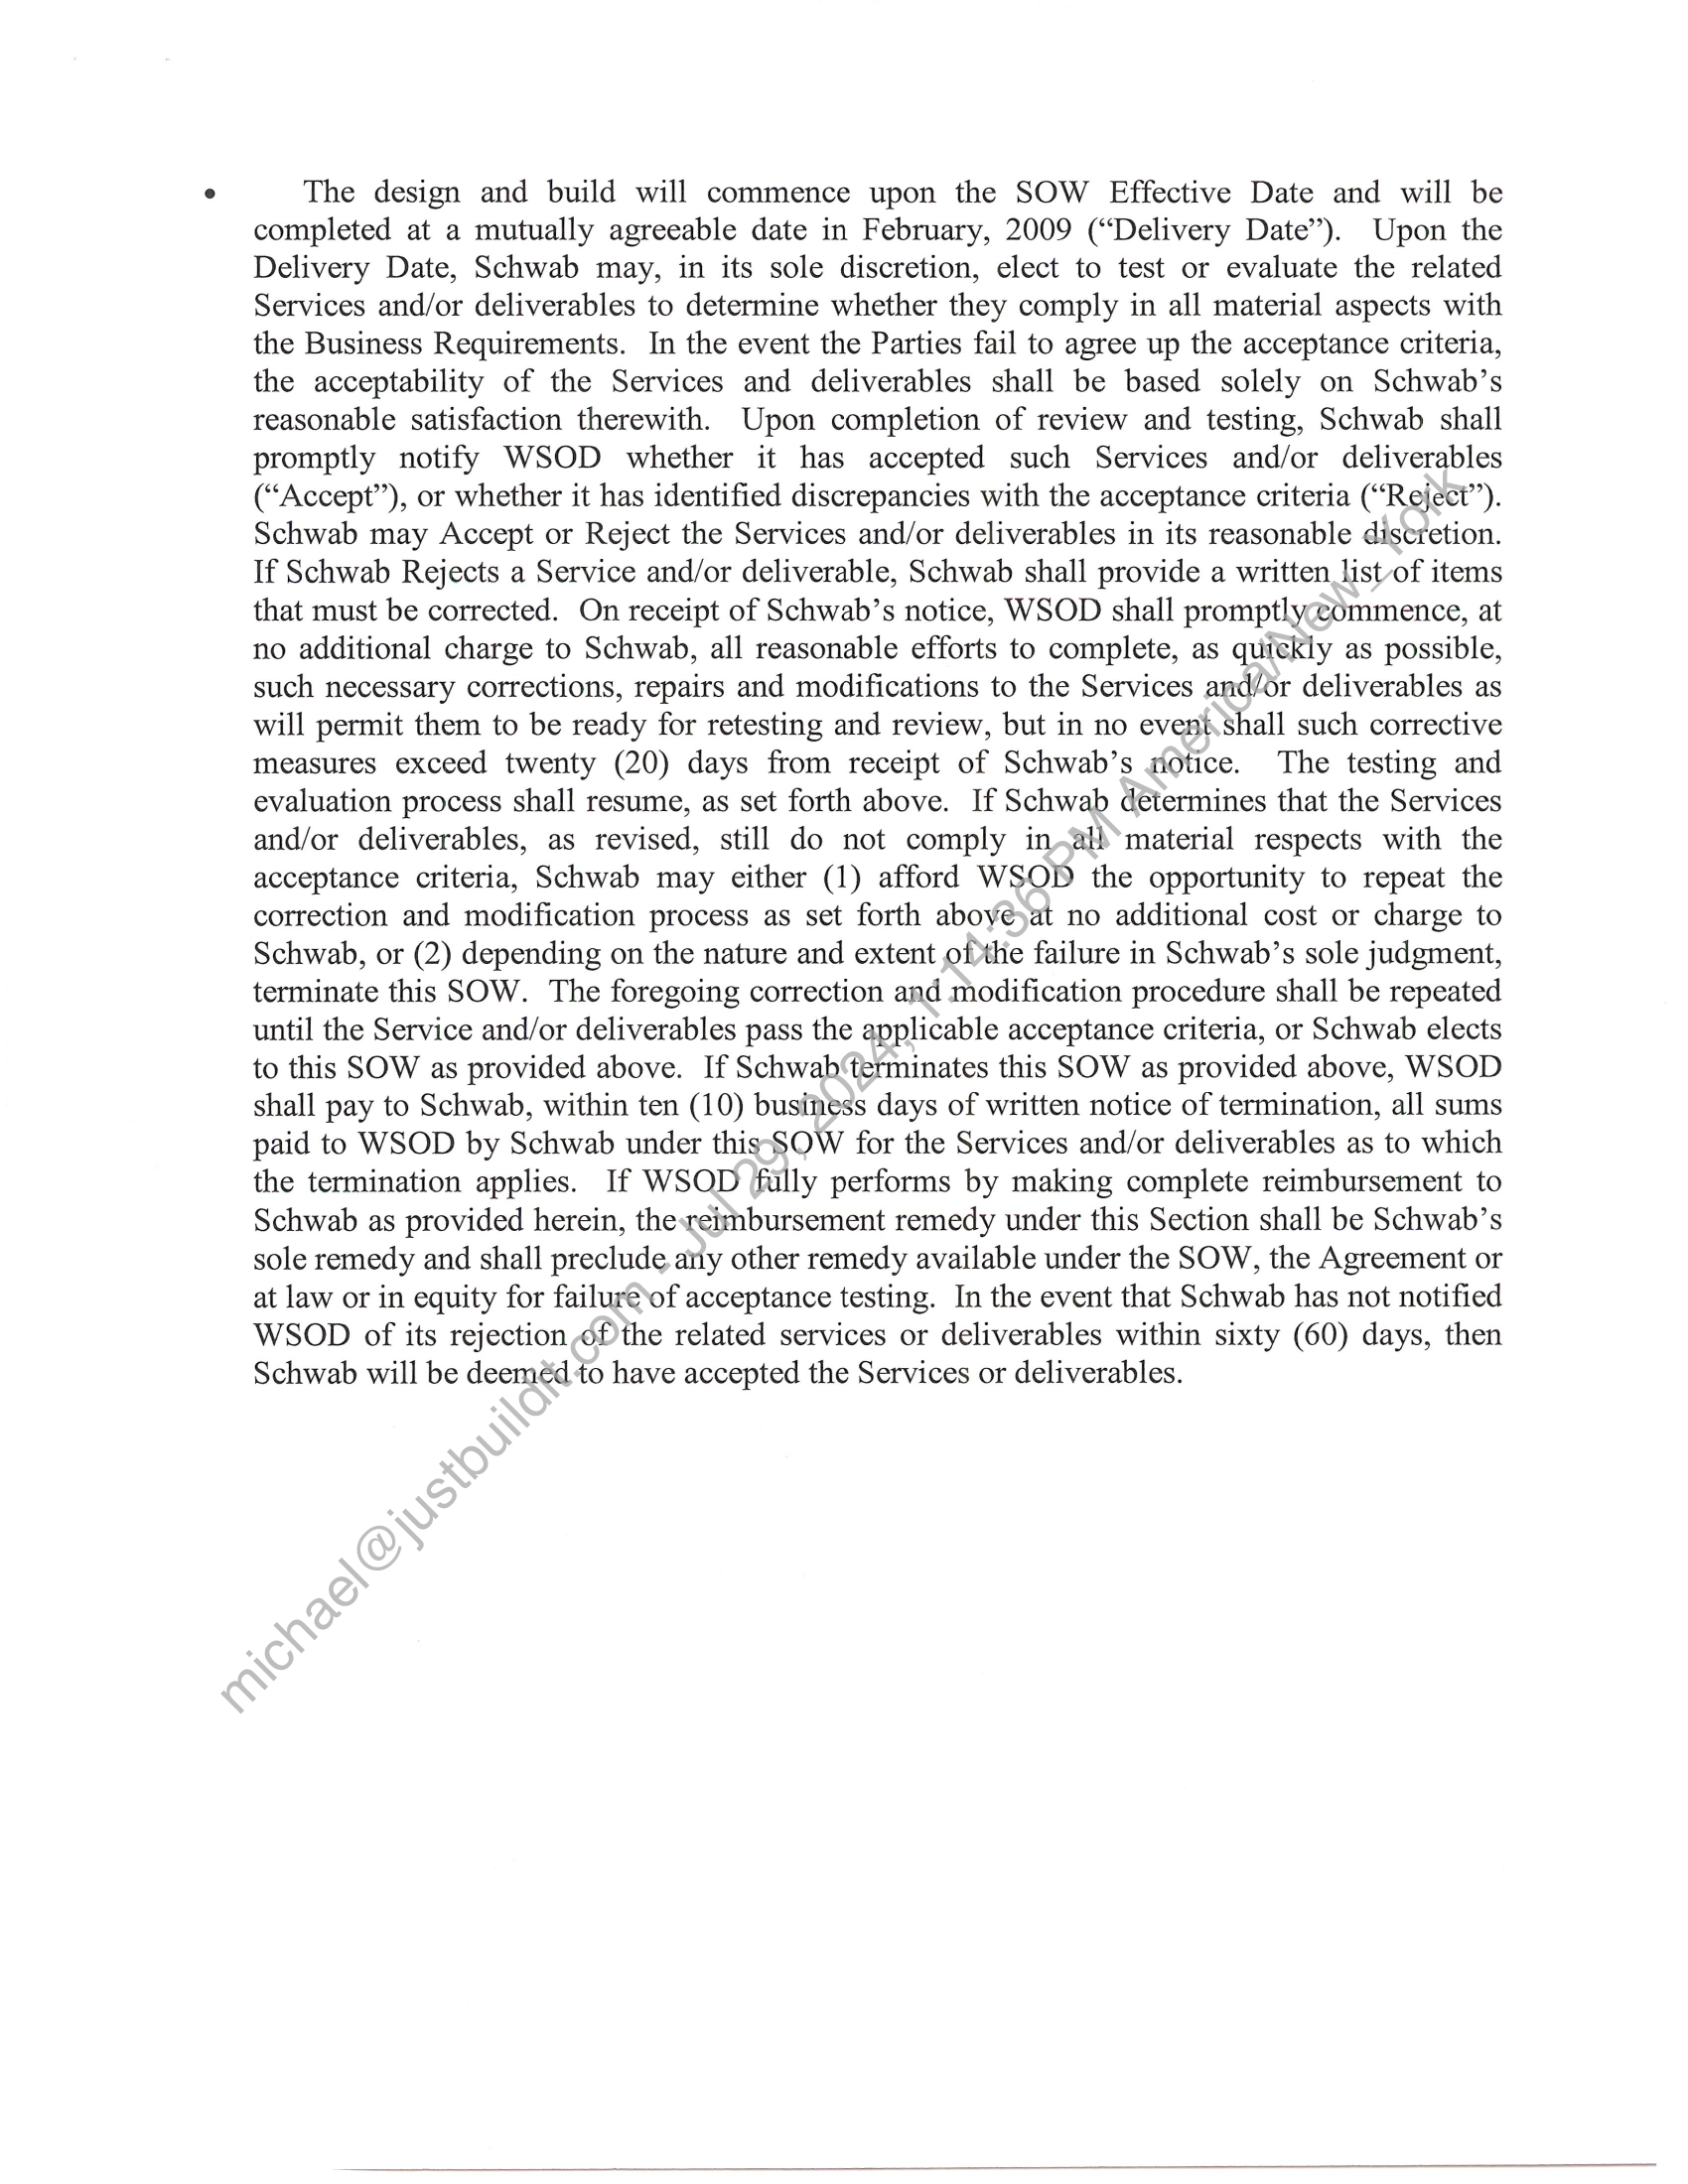 • The design and build will commence upon the SOW Effective Date and will be
completed at a mutually agreeable date in February, 2009 (“Delivery Date”). Upon the
Delivery Date, Schwab may, in its sole discretion, elect to test or evaluate the related
Services and/or deliverables to determine whether they comply in all material aspects with
the Business Requirements. In the event the Parties fail to agree up the acceptance criteria,
the acceptability of the Services and deliverables shall be based solely on Schwab’s
reasonable satisfaction therewith. Upon completion of review and testing, Schwab shall
promptly notify WSOD whether it has accepted such Services and/or deliverables
(“Accept”), or whether it has identified discrepancies with the acceptance criteria (“Reject”).
Schwab may Accept or Reject the Services and/or deliverables in its reasonable discretion.
If Schwab Rejects a Service and/or deliverable, Schwab shall provide a written list of items
that must be corrected. On receipt of Schwab’s notice, WSOD shall promptly commence, at
no additional charge to Schwab, all reasonable efforts to complete, as quickly as possible,
such necessary corrections, repairs and modifications to the Services and/or deliverables as
will permit them to be ready for retesting and review, but in no event shall such corrective
measures exceed twenty (20) days from receipt of Schwab’s notice. The testing and
evaluation process shall resume, as set forth above. If Schwab determines that the Services
and/or deliverables, as revised, still do not comply in all material respects with the
acceptance criteria, Schwab may either (1) afford WSOD the opportunity to repeat the
correction and modification process as set forth above at no additional cost or charge to
Schwab, or (2) depending on the nature and extent of the failure in Schwab’s sole judgment,
terminate this SOW. The foregoing correction and modification procedure shall be repeated
until the Service and/or deliverables pass the applicable acceptance criteria, or Schwab elects
to this SOW as provided above. If Schwab terminates this SOW as provided above, WSOD
shall pay to Schwab, within ten (10) business days of written notice of termination, all sums
paid to WSOD by Schwab under this SOW for the Services and/or deliverables as to which
the termination applies. If WSOD fully performs by making complete reimbursement to
Schwab as provided herein, the reimbursement remedy under this Section shall be Schwab’s
sole remedy and shall preclude any other remedy available under the SOW, the Agreement or
at law or in equity for failure of acceptance testing. In the event that Schwab has not notified
WSOD of its rejection of the related services or deliverables within sixty (60) days, then
Schwab will be deemed to have accepted the Services or deliverables.
michael@justbuildit.com - Jul 29, 2024, 1:14:36 PM America/New_York